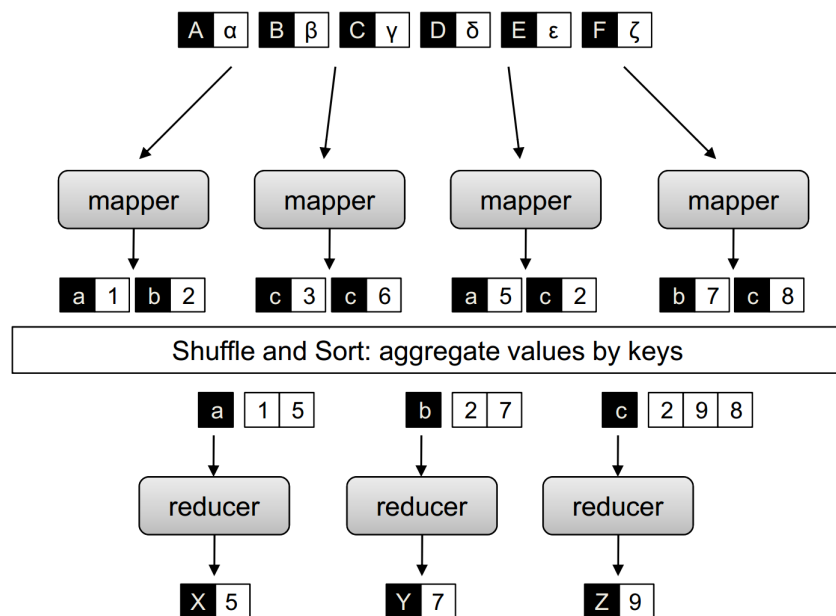 A α B β C γ D δ E ε F ζ
mapper mapper mapper mapper
a 1 b 2 c 3 c 6 a 5 c 2 b 7 c 8
Shuffle and Sort: aggregate values by keys
a 1 5 b 2 7 c 2 9 8
reducer reducer reducer
X 5 Y 7 Z 9